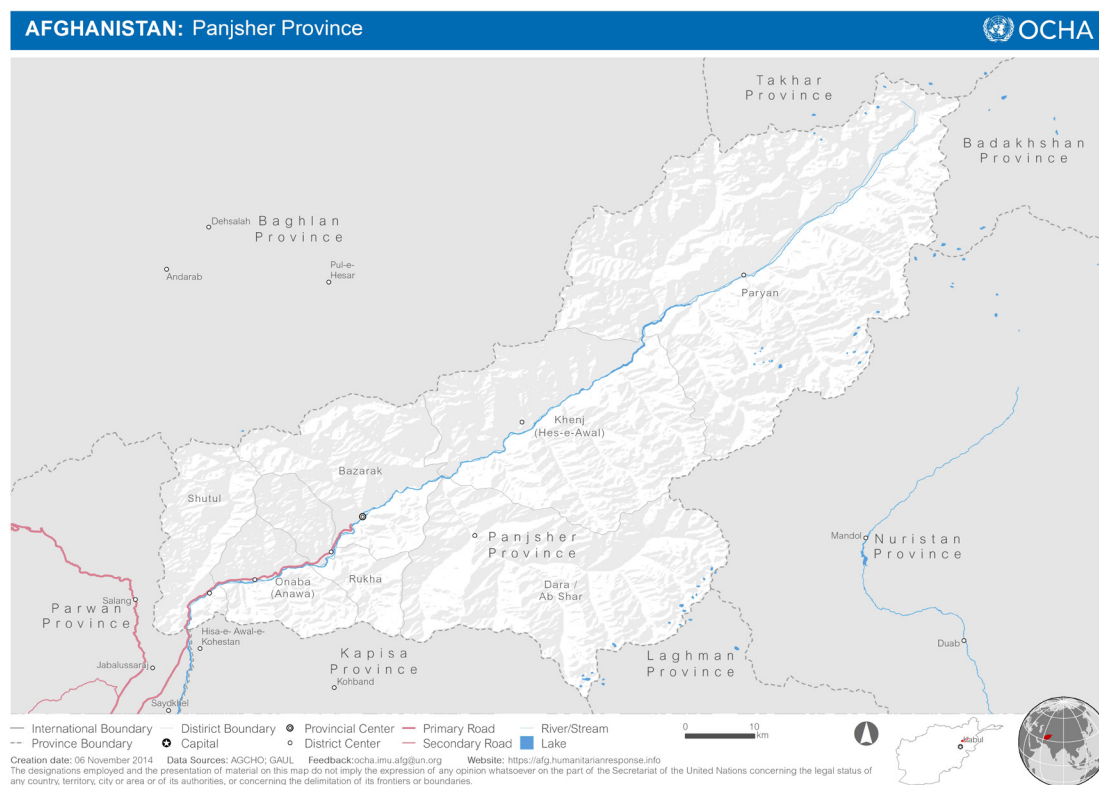 AFGHANISTAN: Panjsher Province
OCHA
Takhar
Province
Badakhshan
Province
Dehsalah
Baghlan
Province
Andarab
Pul-e-
Hesar
Paryan
Khenj
(Hes-e-Awal)
Bazarak
Shutul
Panjsher
Province
Mandol
Nuristan
Province
Onaba
(Anawa)
Rukha
Dara /
Ab Shar
Salang
Parwan
Province
Hisa-e- Awal-e-
Kohestan
Kapisa
Province
Laghman
Province
Duab
Jabalussaraj
Kohband
Saydkhel
International Boundary
District Boundary
Provincial Center
Primary Road
River/Stream
Province Boundary
Capital
District Center
Secondary Road
Lake
0 10
km
Kabul
Creation date: 06 November 2014 Data Sources: AGCHO; GAUL Feedback:ocha.imu.afg@un.org Website: https://afg.humanitarianresponse.info
The designations employed and the presentation of material on this map do not imply the expression of any opinion whatsoever on the part of the Secretariat of the United Nations concerning the legal status of
any country, territory, city or area or of its authorities, or concerning the delimitation of its frontiers or boundaries.